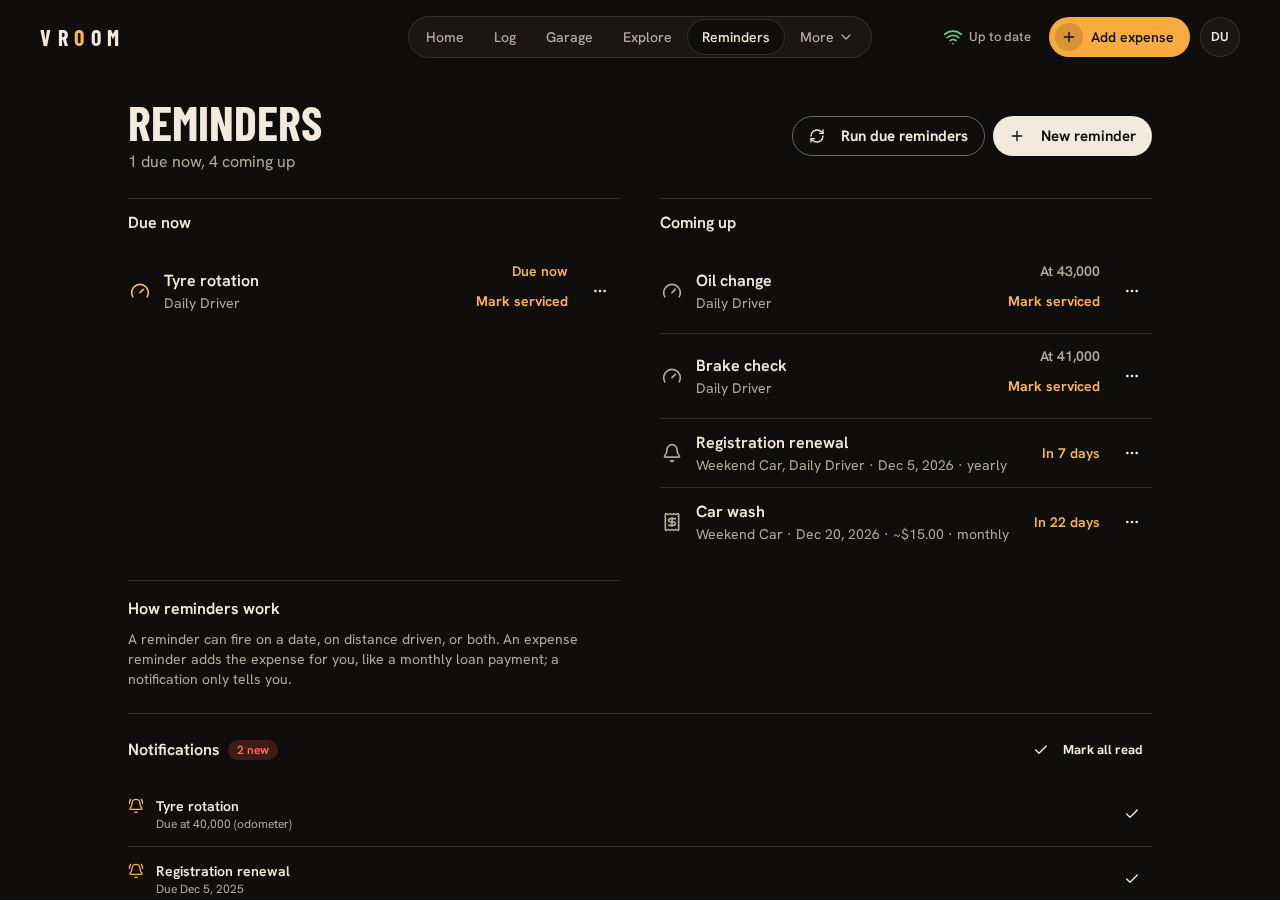 VROOM
Home
Log
Garage
Explore
Reminders
More
Up to date
Add expense
DU
REMINDERS
1 due now, 4 coming up
Run due reminders
New reminder
Due now
Tyre rotation
Daily Driver
Due now
Mark serviced
Coming up
Oil change
Daily Driver
At 43,000
Mark serviced
Brake check
Daily Driver
At 41,000
Mark serviced
Registration renewal
Weekend Car, Daily Driver · Dec 5, 2026 · yearly
In 7 days
Car wash
Weekend Car · Dec 20, 2026 · ~$15.00 · monthly
In 22 days
How reminders work
A reminder can fire on a date, on distance driven, or both. An expense
reminder adds the expense for you, like a monthly loan payment; a
notification only tells you.
Notifications
2 new
Mark all read
Tyre rotation
Due at 40,000 (odometer)
Registration renewal
Due Dec 5, 2025